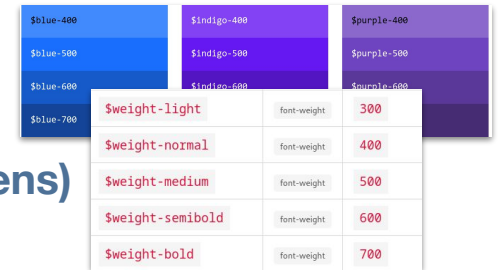 $blue-400 $indigo-400 $purple-400
$blue-500 $indigo-500 $purple-500
$blue-600 $indigo-600 $purple-600
$blue-700
$weight-light font-weight 300
$weight-normal font-weight 400
ens)
$weight-medium font-weight 500
$weight-semibold font-weight 600
$weight-bold font-weight 700